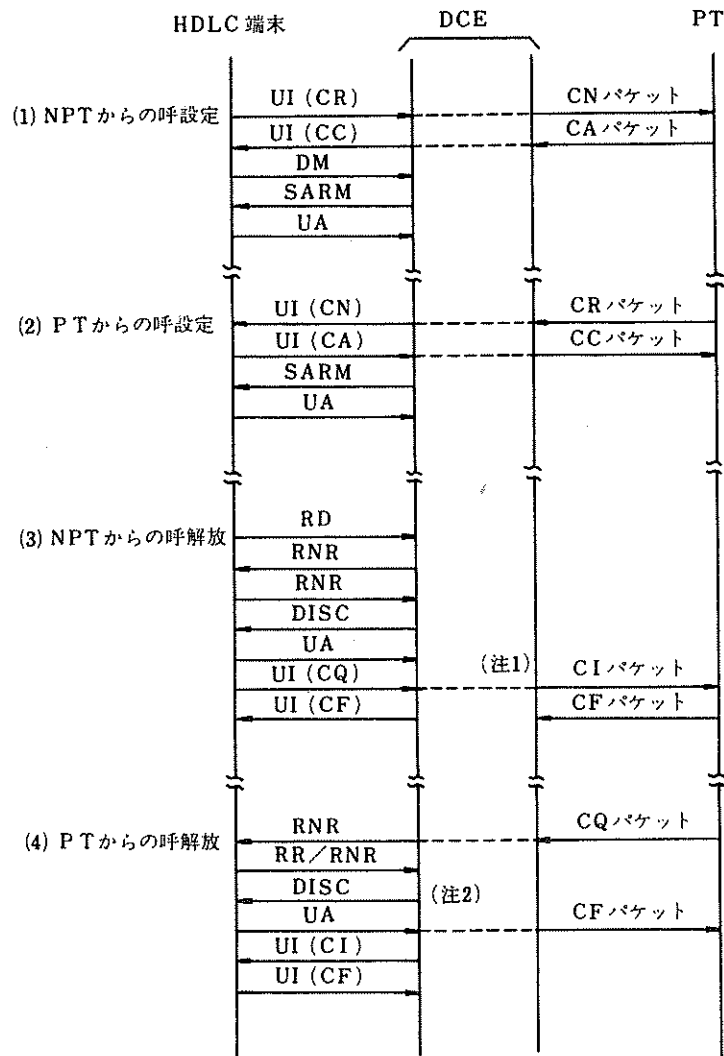 HDLC 端末 DCE PT
(1) NPTからの呼設定
UI (CR) CNパケット
UI (CC) CAパケット
DM
SARM
UA
(2) PTからの呼設定
UI (CN) CRパケット
UI (CA) CCパケット
SARM
UA
(3) NPTからの呼解放
RD
RNR
RNR
DISC
UA
UI (CQ) (注1) CIパケット
UI (CF) CFパケット
(4) PTからの呼解放
RNR CQパケット
RR/RNR
DISC (注2)
UA CFパケット
UI (CI)
UI (CF)